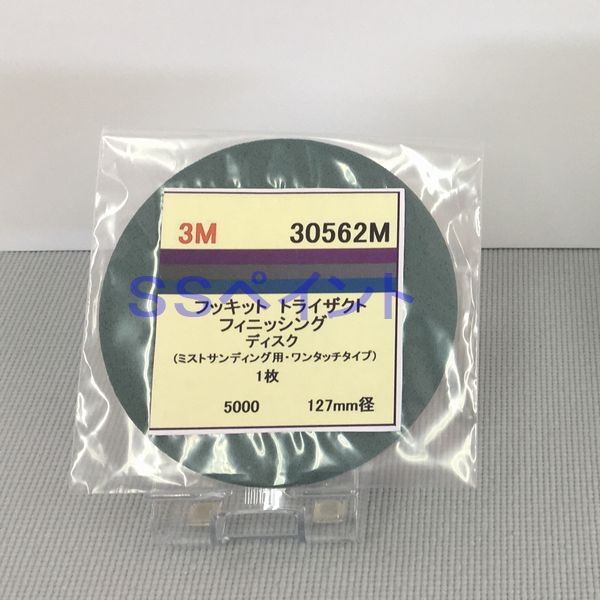 3M 30562M
SSペイント
フッキット トライザクト
フィニッシング
ディスク
(ミストサンディング用・ワンタッチタイプ)
1枚
5000 127mm径